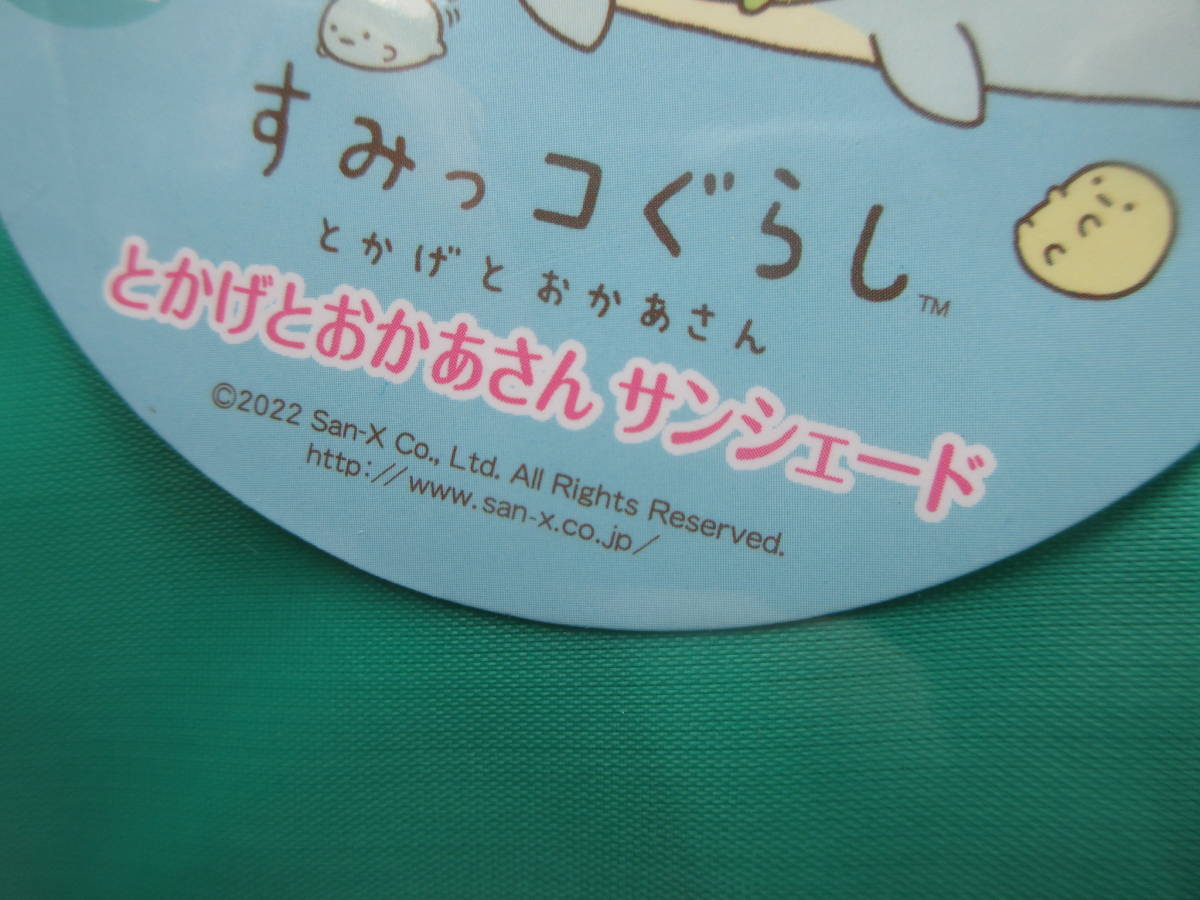 すみっコぐらし™
とかげとおかあさん
とかげとおかあさん サンシェード
©2022 San-X Co., Ltd. All Rights Reserved.
http://www.san-x.co.jp/